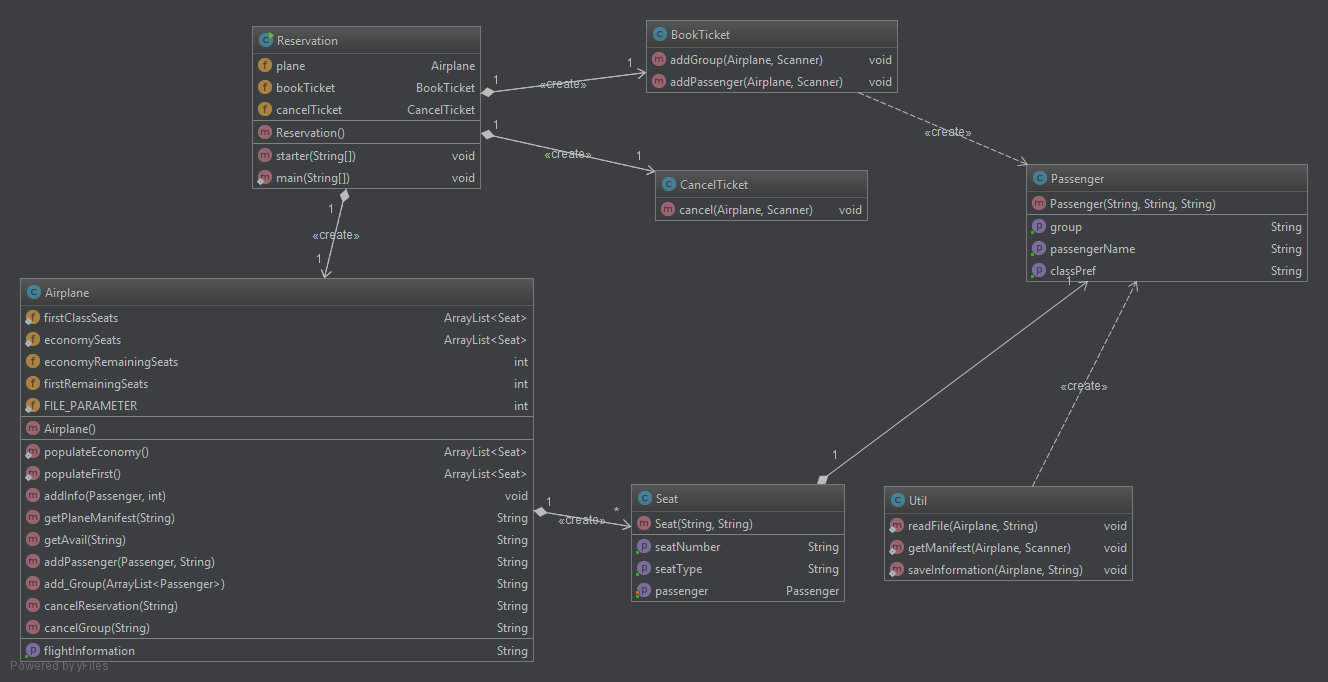 Reservation
plane Airplane
bookTicket BookTicket
cancelTicket CancelTicket
Reservation()
starter(String[]) void
main(String[]) void
1
«create»
1
BookTicket
addGroup(Airplane, Scanner) void
addPassenger(Airplane, Scanner) void
«create»
1
«create»
1
CancelTicket
cancel(Airplane, Scanner) void
Passenger
Passenger(String, String, String)
group String
passengerName String
classPref String
1
1
«create»
1
Airplane
firstClassSeats ArrayList<Seat>
economySeats ArrayList<Seat>
economyRemainingSeats int
firstRemainingSeats int
FILE_PARAMETER int
Airplane()
populateEconomy() ArrayList<Seat>
populateFirst() ArrayList<Seat>
addInfo(Passenger, int) void
getPlaneManifest(String) String
getAvail(String) String
addPassenger(Passenger, String) String
add_Group(ArrayList<Passenger>) String
cancelReservation(String) String
cancelGroup(String) String
flightInformation String
1
«create»
*
1
Seat
Seat(String, String)
seatNumber String
seatType String
passenger Passenger
«create»
Util
readFile(Airplane, String) void
getManifest(Airplane, Scanner) void
saveInformation(Airplane, String) void
Powered by yFiles